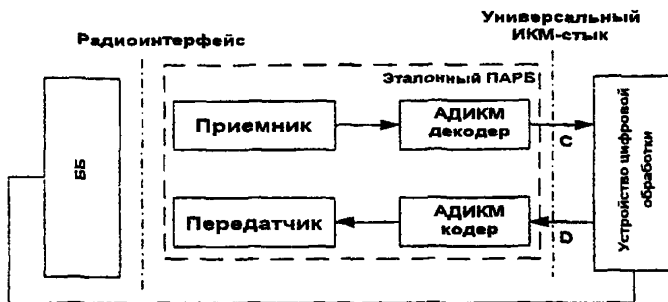 Универсальный
ИКМ-стык
Радиоинтерфейс
Эталонный ПАРБ
ББ
Приемник
АДИКМ
декодер
C
Передатчик
АДИКМ
кодер
D
Устройство цифровой
обработки